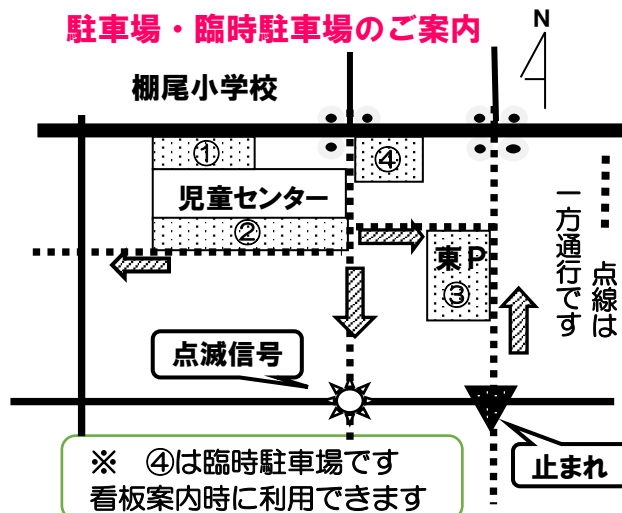 駐車場・臨時駐車場のご案内
N
棚尾小学校
①
④
児童センター
②
東P
③
点線は
一方通行です
点滅信号
止まれ
※ ④は臨時駐車場です
看板案内時に利用できます